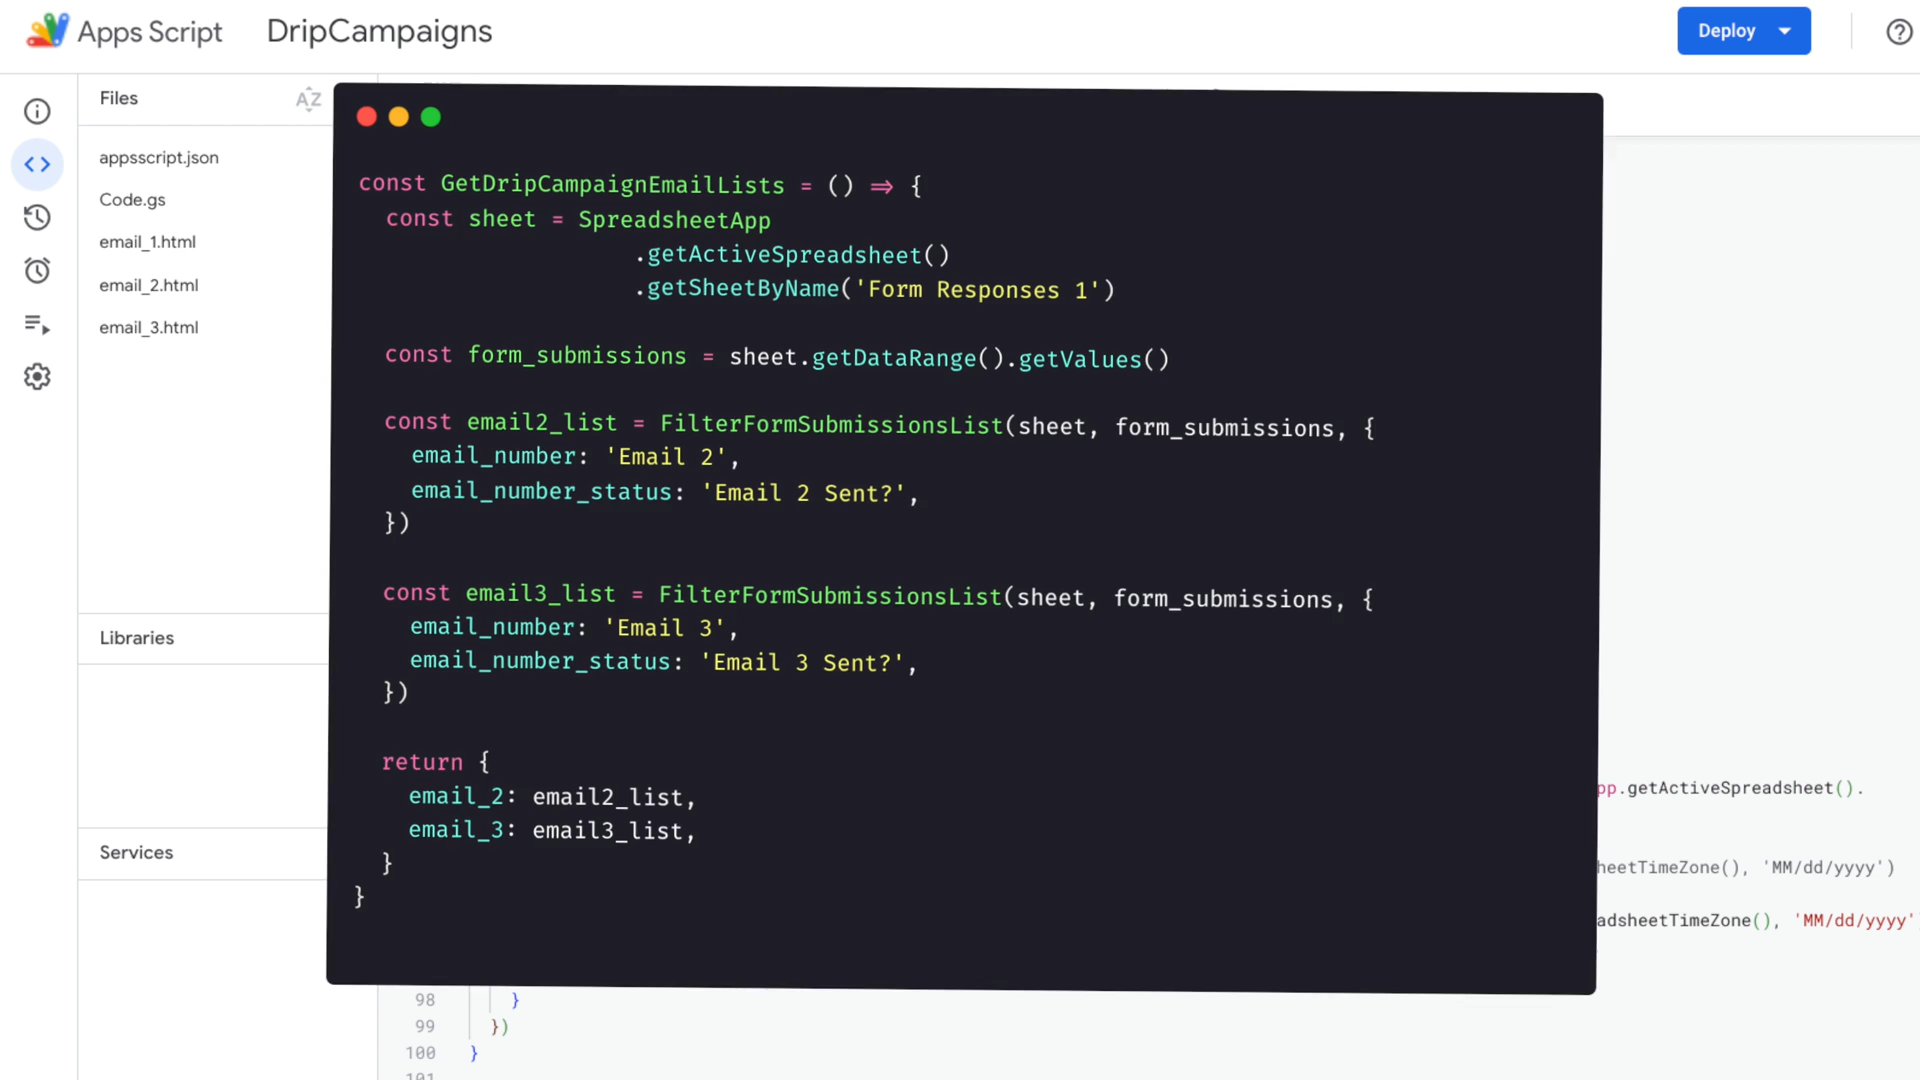 Apps Script
DripCampaigns
Deploy
Files
AZ
appsscript.json
Code.gs
email_1.html
email_2.html
email_3.html
Libraries
Services
const GetDripCampaignEmailLists = () => {
const sheet = SpreadsheetApp
.getActiveSpreadsheet()
.getSheetByName('Form Responses 1')
const form_submissions = sheet.getDataRange().getValues()
const email2_list = FilterFormSubmissionsList(sheet, form_submissions, {
email_number: 'Email 2',
email_number_status: 'Email 2 Sent?',
})
const email3_list = FilterFormSubmissionsList(sheet, form_submissions, {
email_number: 'Email 3',
email_number_status: 'Email 3 Sent?',
})
return {
email_2: email2_list,
email_3: email3_list,
}
}
pp.getActiveSpreadsheet().
heetTimeZone(), 'MM/dd/yyyy')
adsheetTimeZone(), 'MM/dd/yyyy'
98 }
99 })
100 }
101